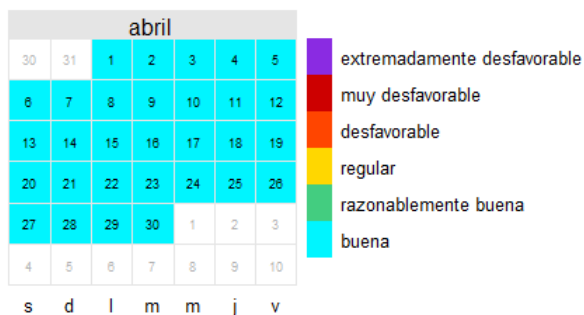 abril
30 31 1 2 3 4 5
6 7 8 9 10 11 12
13 14 15 16 17 18 19
20 21 22 23 24 25 26
27 28 29 30 1 2 3
4 5 6 7 8 9 10
s d l m m j v
extremadamente desfavorable
muy desfavorable
desfavorable
regular
razonablemente buena
buena